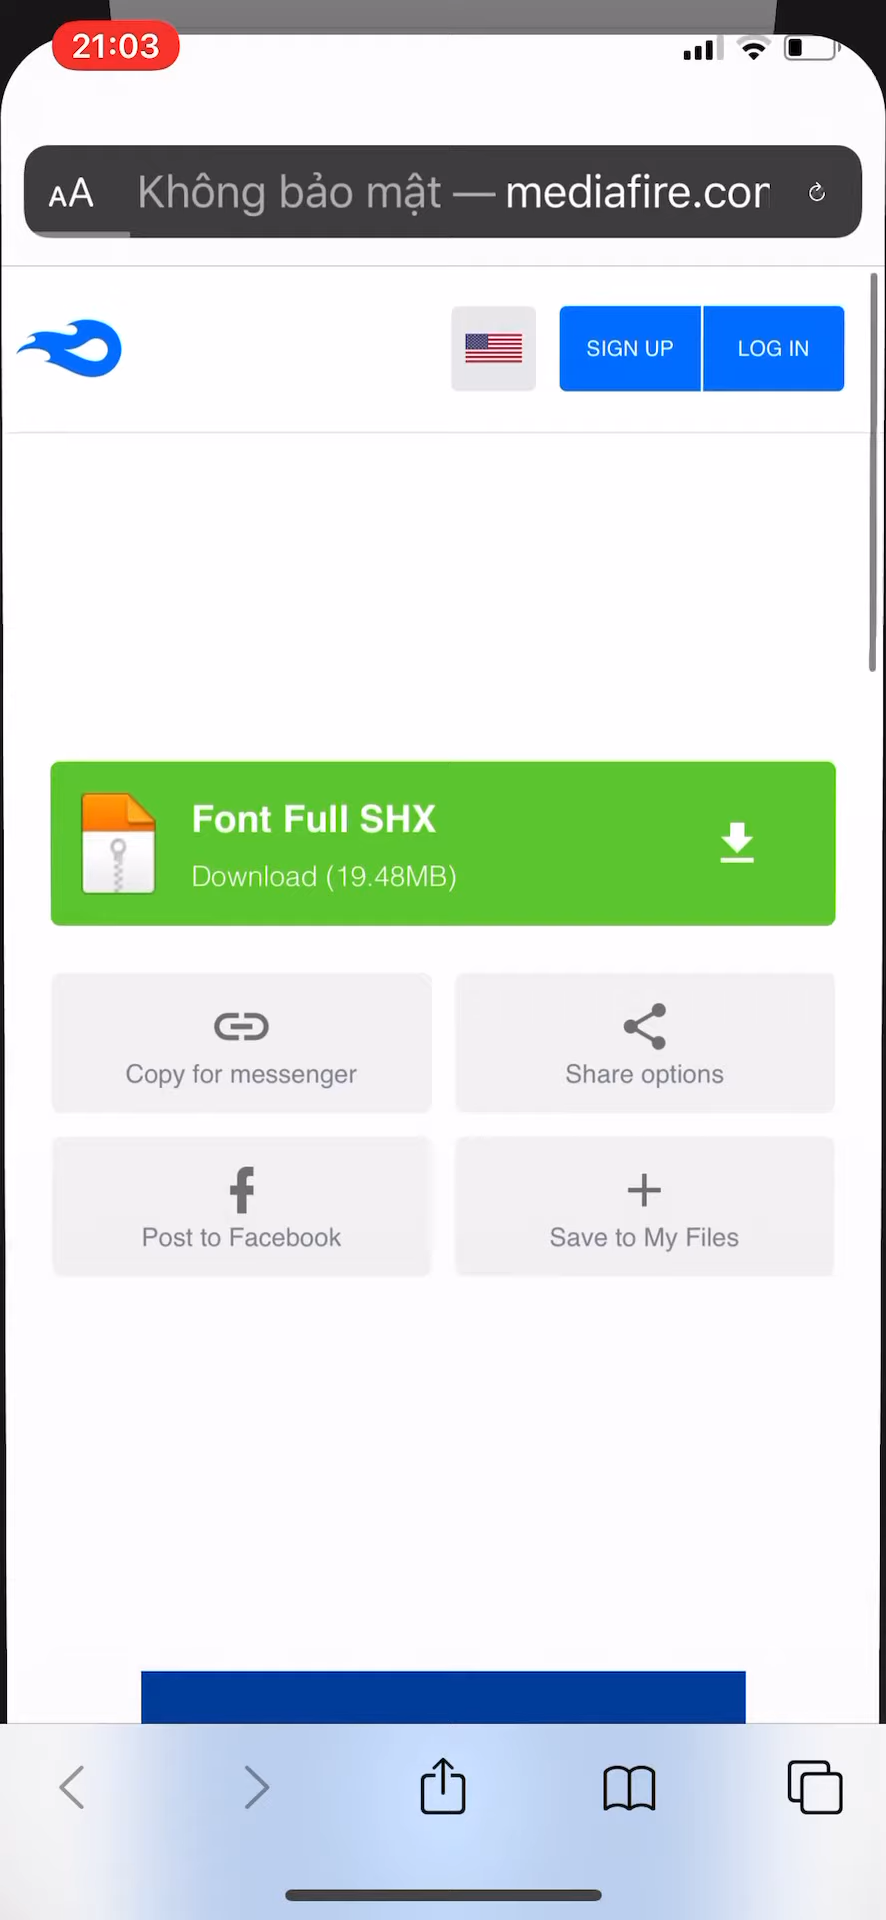 21:03
AA Không bảo mật — mediafire.com
SIGN UP
LOG IN
Font Full SHX
Download (19.48MB)
Copy for messenger
Share options
Post to Facebook
Save to My Files